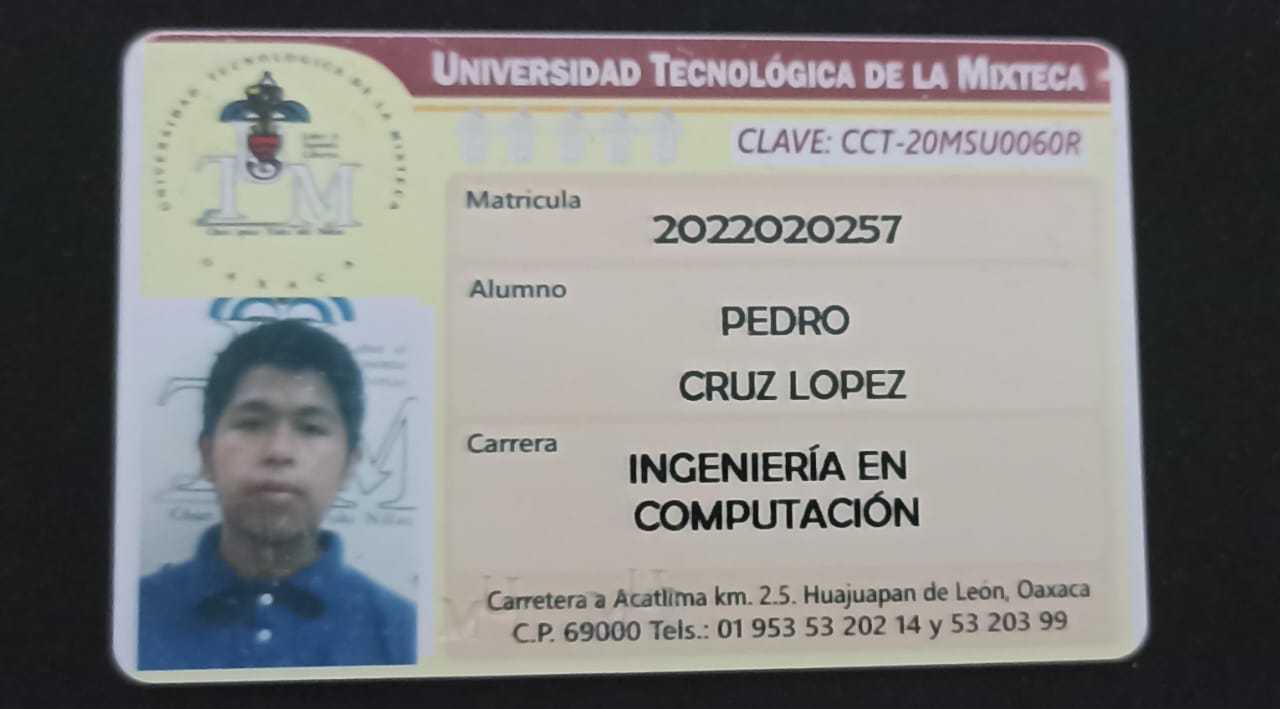 UNIVERSIDAD TECNOLÓGICA DE LA MIXTECA
UNIVERSIDAD TECNOLOGICA DE LA MIXTECA
CLAVE: CCT-20MSU0060R
OAXACA
Matricula
2022020257
Alumno
PEDRO
CRUZ LOPEZ
Carrera
INGENIERÍA EN
COMPUTACIÓN
Carretera a Acatlima km. 2.5. Huajuapan de León, Oaxaca
C.P. 69000 Tels.: 01 953 53 202 14 y 53 203 99